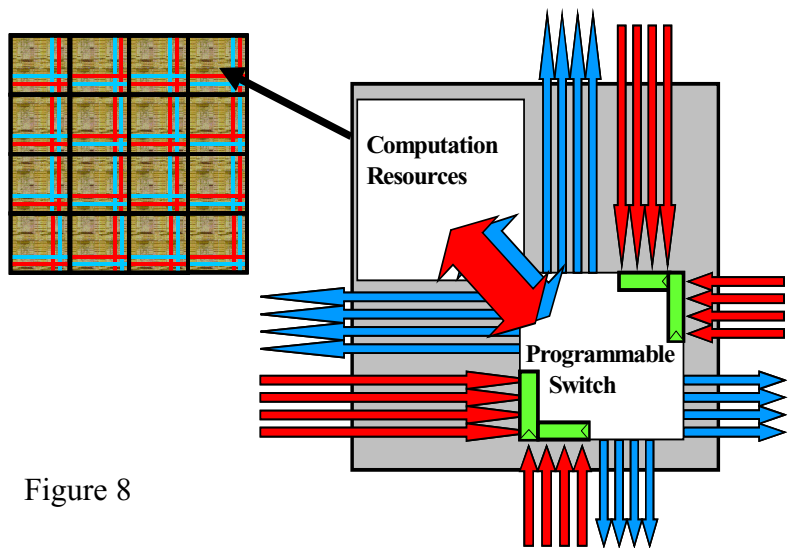 Computation
Resources
Programmable
Switch
Figure 8